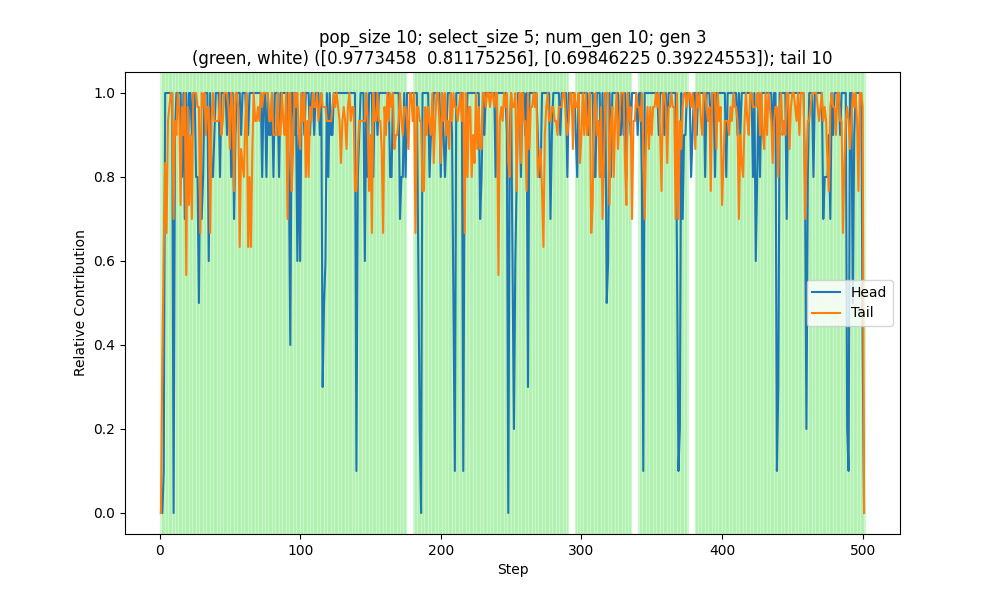 pop_size 10; select_size 5; num_gen 10; gen 3
(green, white) ([0.9773458  0.81175256], [0.69846225 0.39224553]); tail 10
1.0
0.8
0.6
0.4
0.2
0.0
Relative Contribution
Head
Tail
0
100
200
300
400
500
Step